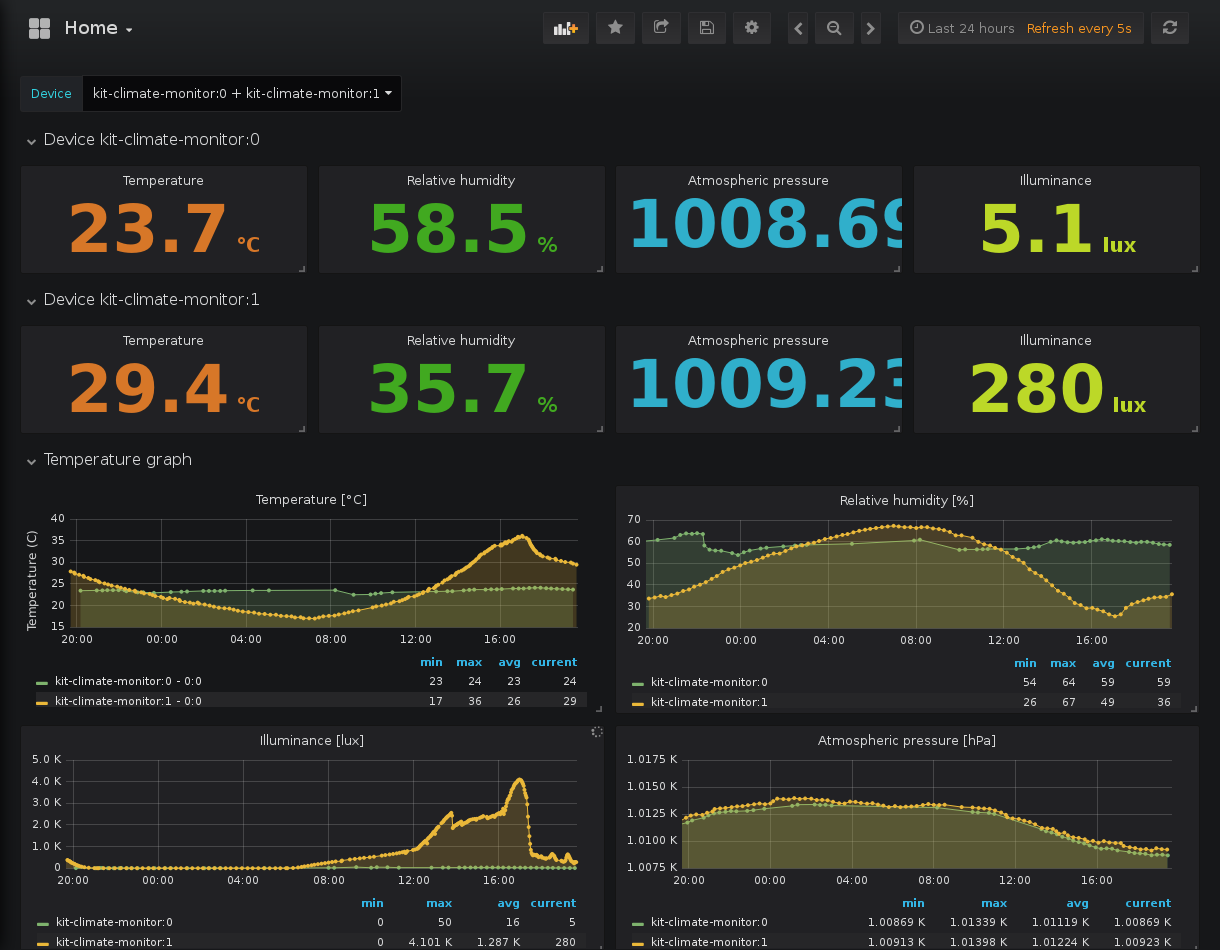 Home
Last 24 hours Refresh every 5s
Device kit-climate-monitor:0 + kit-climate-monitor:1
Device kit-climate-monitor:0
Temperature Relative humidity Atmospheric pressure Illuminance
23.7 °C 58.5 % 1008.69 5.1 lux
Device kit-climate-monitor:1
Temperature Relative humidity Atmospheric pressure Illuminance
29.4 °C 35.7 % 1009.23 280 lux
Temperature graph
Temperature [°C]
Temperature (C)
40
35
30
25
20
15
20:00 00:00 04:00 08:00 12:00 16:00
min max avg current
kit-climate-monitor:0 - 0:0 23 24 23 24
kit-climate-monitor:1 - 0:0 17 36 26 29
Relative humidity [%]
70
60
50
40
30
20
20:00 00:00 04:00 08:00 12:00 16:00
min max avg current
kit-climate-monitor:0 54 64 59 59
kit-climate-monitor:1 26 67 49 36
Illuminance [lux]
5.0 K
4.0 K
3.0 K
2.0 K
1.0 K
0
20:00 00:00 04:00 08:00 12:00 16:00
min max avg current
kit-climate-monitor:0 0 50 16 5
kit-climate-monitor:1 0 4.101 K 1.287 K 280
Atmospheric pressure [hPa]
1.0175 K
1.0150 K
1.0125 K
1.0100 K
1.0075 K
20:00 00:00 04:00 08:00 12:00 16:00
min max avg current
kit-climate-monitor:0 1.00869 K 1.01339 K 1.01119 K 1.00869 K
kit-climate-monitor:1 1.00913 K 1.01398 K 1.01224 K 1.00923 K